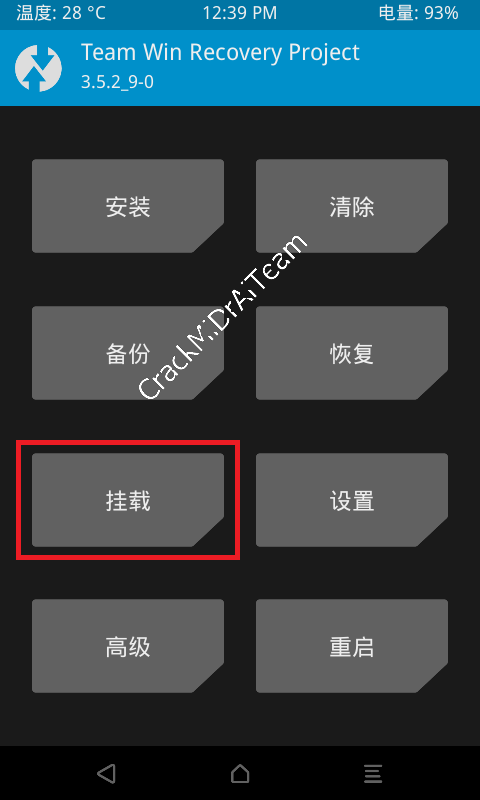 温度: 28 °C 12:39 PM 电量: 93%
Team Win Recovery Project
3.5.2_9-0
安装 清除
备份 恢复
CrackMiDrAiTeam
挂载 设置
高级 重启